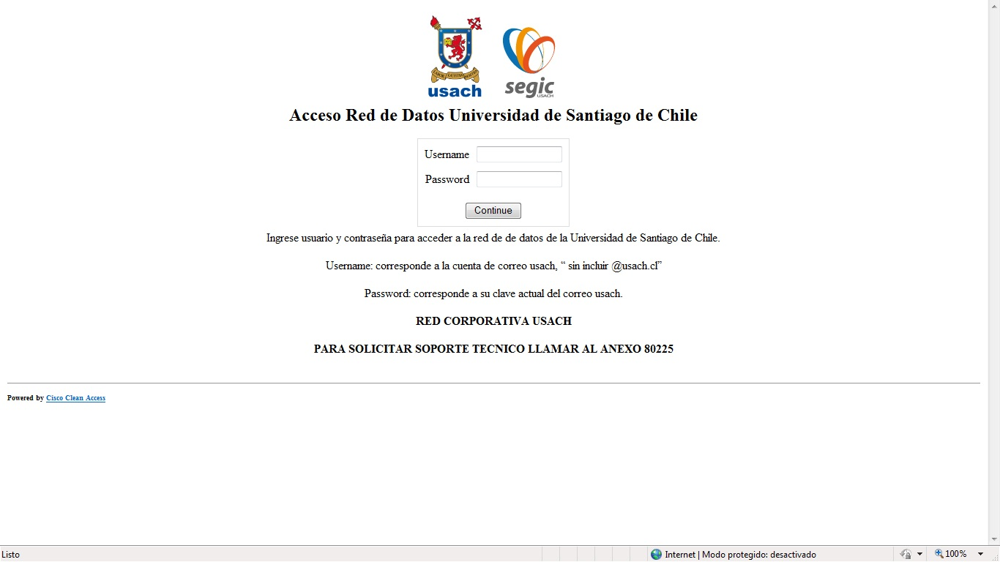 usach
segic
USACH
Acceso Red de Datos Universidad de Santiago de Chile
Username
Password
Continue
Ingrese usuario y contraseña para acceder a la red de de datos de la Universidad de Santiago de Chile.
Username: corresponde a la cuenta de correo usach, “ sin incluir @usach.cl”
Password: corresponde a su clave actual del correo usach.
RED CORPORATIVA USACH
PARA SOLICITAR SOPORTE TECNICO LLAMAR AL ANEXO 80225
Powered by Cisco Clean Access
Listo
Internet | Modo protegido: desactivado
100%